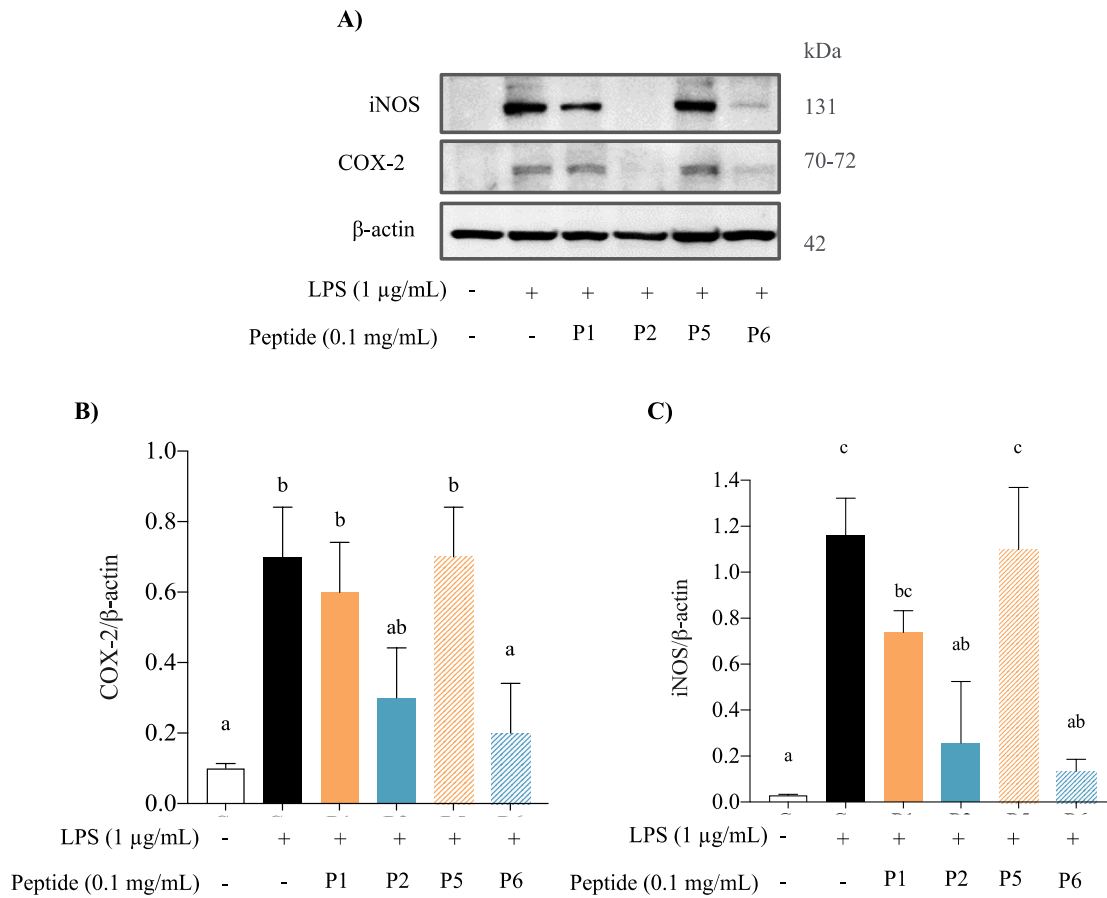 A)
kDa
iNOS
131
COX-2
70-72
β-actin
42
LPS (1 µg/mL) - + + + + +
Peptide (0.1 mg/mL) - - P1 P2 P5 P6
B)
1.0
0.8
0.6
0.4
0.2
0.0
COX-2/β-actin
a b b ab b a
LPS (1 µg/mL) - + + + + +
Peptide (0.1 mg/mL) - - P1 P2 P5 P6
C)
1.4
1.2
1.0
0.8
0.6
0.4
0.2
0.0
iNOS/β-actin
a c bc ab c ab
LPS (1 µg/mL) - + + + + +
Peptide (0.1 mg/mL) - - P1 P2 P5 P6